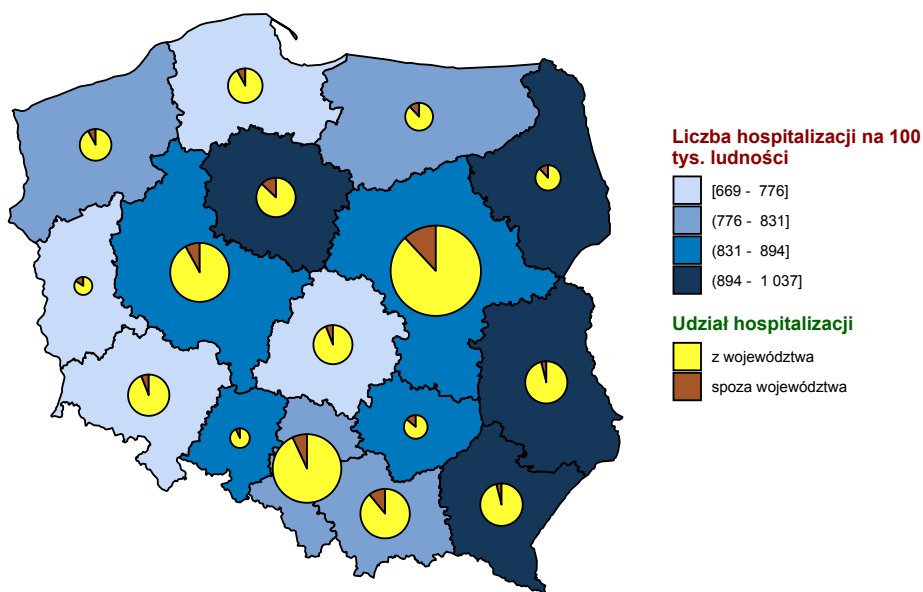 Liczba hospitalizacji na 100
tys. ludności
[669 - 776]
(776 - 831]
(831 - 894]
(894 - 1 037]
Udział hospitalizacji
z województwa
spoza województwa